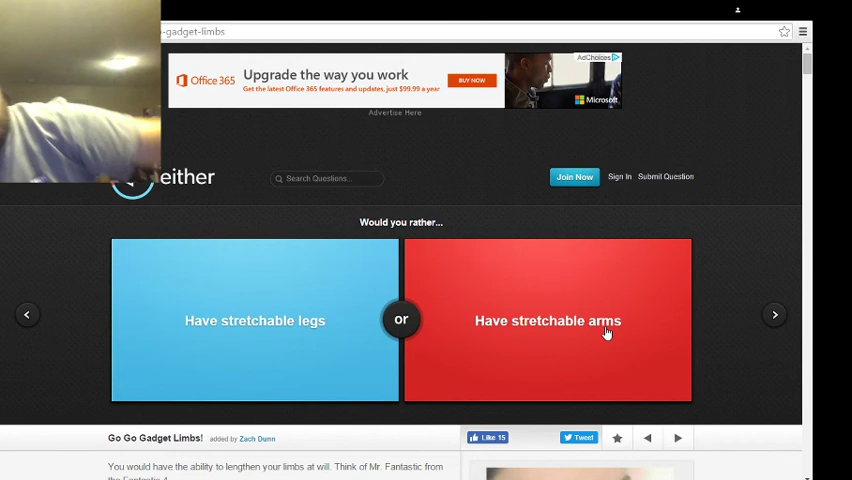 -gadget-limbs
Office 365
Upgrade the way you work
Get the latest Office 365 features and updates, just $99.99 a year
BUY NOW
AdChoices
Microsoft
Advertise Here
either
Search Questions...
Join Now
Sign In
Submit Question
Would you rather...
Have stretchable legs
or
Have stretchable arms
Go Go Gadget Limbs! added by Zach Dunn
Like 15
Tweet
You would have the ability to lengthen your limbs at will. Think of Mr. Fantastic from
the Fantastic 4